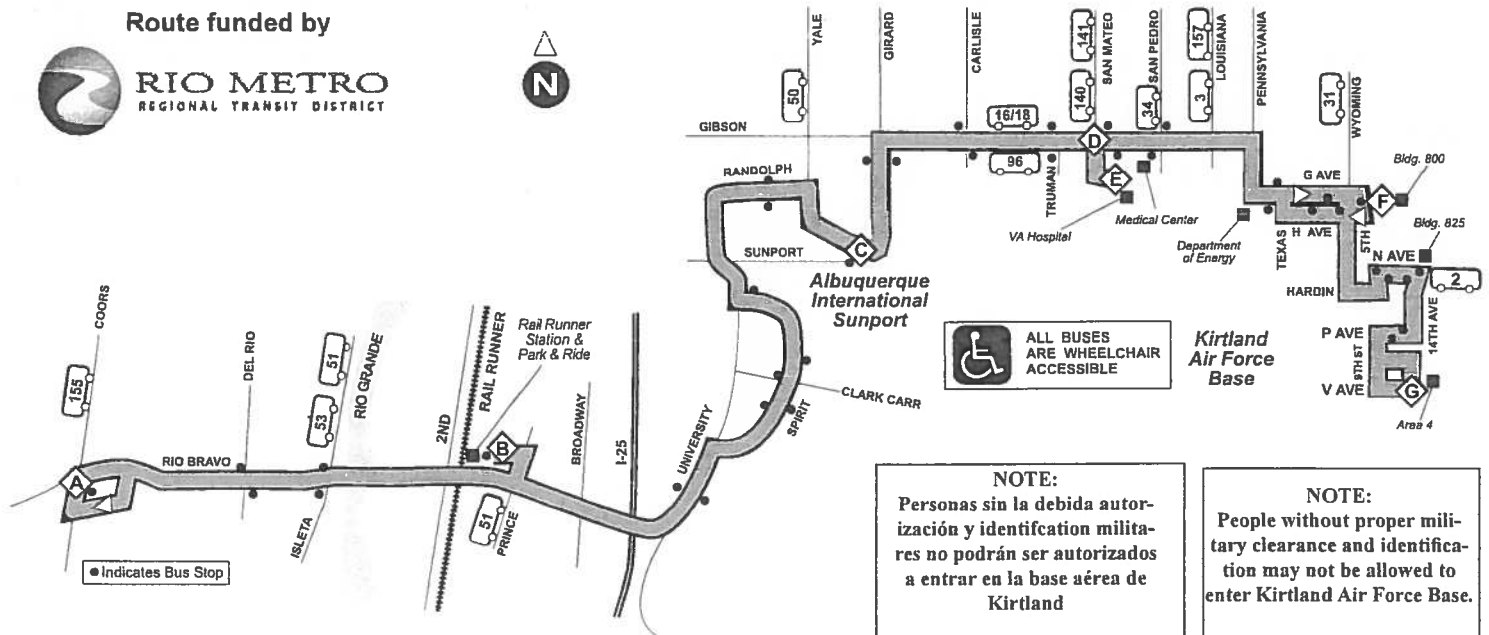 Route funded by
RIO METRO
REGIONAL TRANSIT DISTRICT
N
YALE
GIRARD
CARLISLE
SAN MATEO
SAN PEDRO
LOUISIANA
PENNSYLVANIA
WYOMING
50
16/18
141
140
34
157
3
31
GIBSON
D
96
TRUMAN
E
VA Hospital
Medical Center
Department
of Energy
G AVE
F
Bldg. 800
TEXAS
H AVE
5TH
Bldg. 825
N AVE
2
HARDIN
14TH AVE
P AVE
9TH ST
V AVE
G
Area 4
RANDOLPH
SUNPORT
C
Albuquerque
International
Sunport
ALL BUSES
ARE WHEELCHAIR
ACCESSIBLE
Kirtland
Air Force
Base
COORS
155
DEL RIO
51
53
RIO GRANDE
2ND
RAIL RUNNER
Rail Runner
Station &
Park & Ride
B
BROADWAY
I-25
UNIVERSITY
CLARK CARR
SPIRIT
A
RIO BRAVO
ISLETA
51
PRINCE
Indicates Bus Stop
NOTE:
Personas sin la debida autor-
ización y identifcation milita-
res no podrán ser autorizados
a entrar en la base aérea de
Kirtland
NOTE:
People without proper mili-
tary clearance and identifica-
tion may not be allowed to
enter Kirtland Air Force Base.